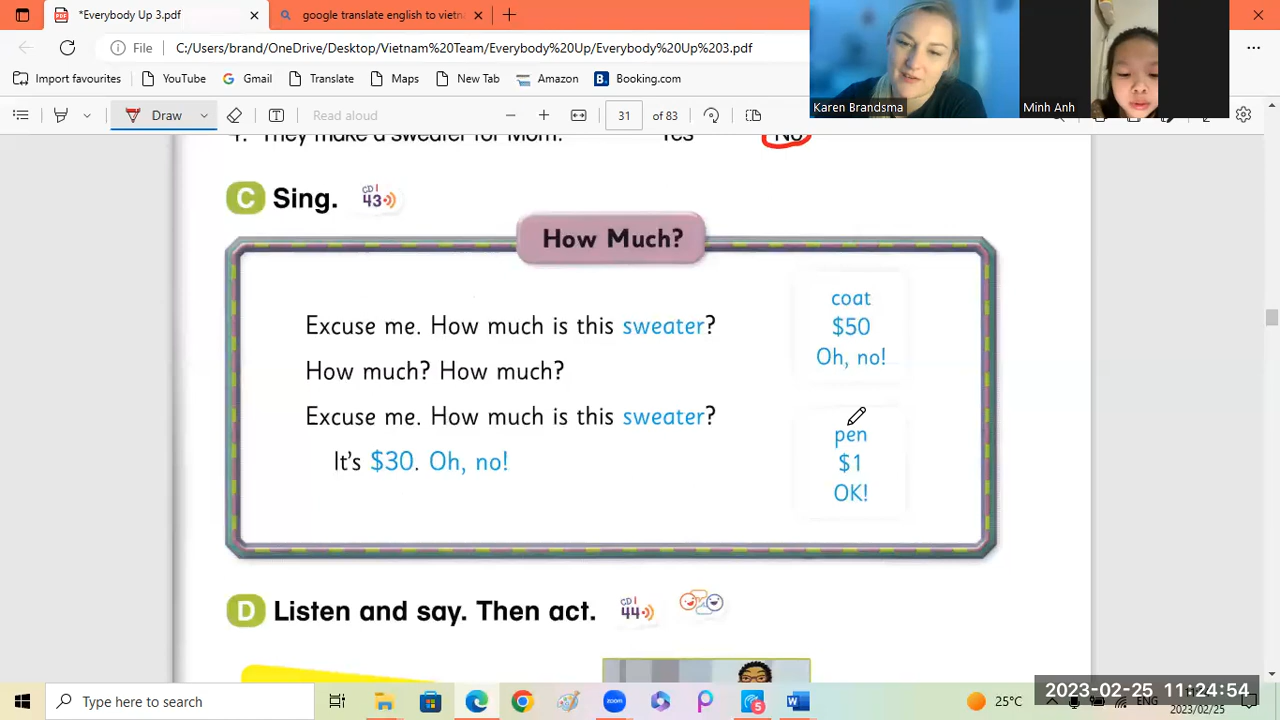 *Everybody Up 3.pdf
google translate english to vietn
File
C:/Users/brand/OneDrive/Desktop/Vietnam%20Team/Everybody%20Up/Everybody%20Up%203.pdf
Import favourites
YouTube
Gmail
Translate
Maps
New Tab
Amazon
B. Booking.com
Karen Brandsma
Minh Anh
Draw
Read aloud
31 of 83
4. They make a sweater for Mom. Yes No
C Sing. CD1 43
How Much?
Excuse me. How much is this sweater?
How much? How much?
Excuse me. How much is this sweater?
It's $30. Oh, no!
coat
$50
Oh, no!
pen
$1
OK!
D Listen and say. Then act. CD1 44
Type here to search
zoom
5
25°C
ENG
2023-02-25 11:24:54
2023/02/25